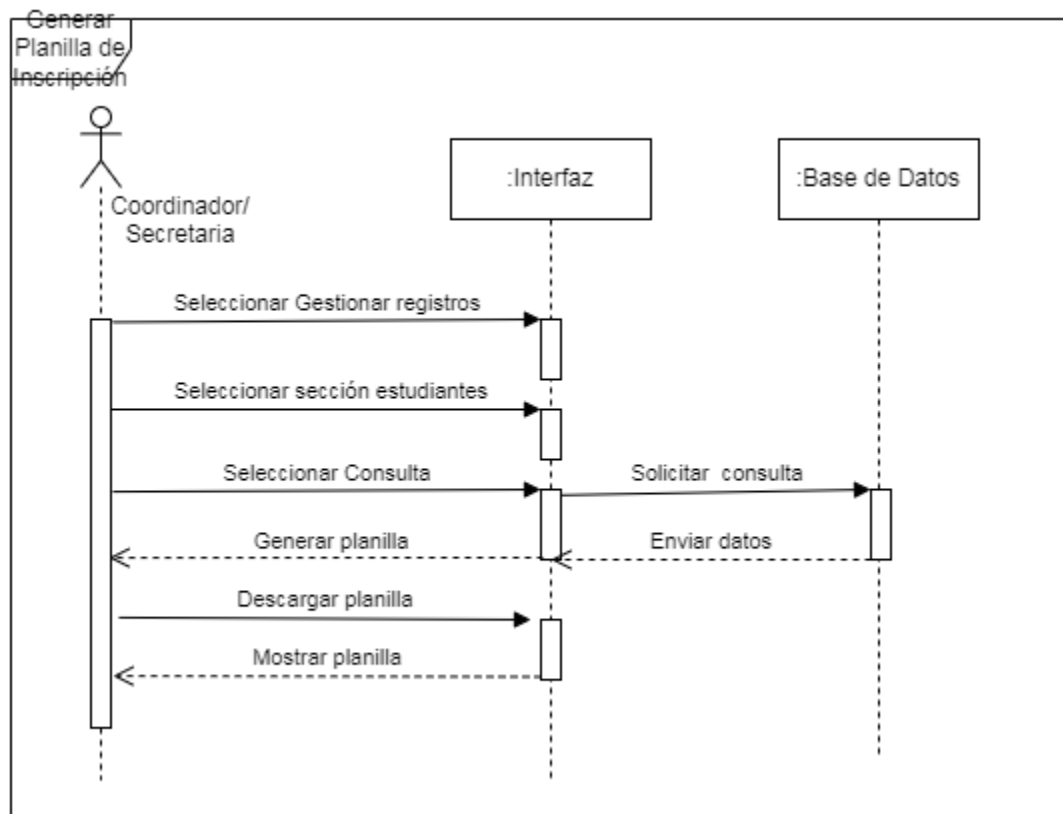 Generar
Planilla de
Inscripción
Coordinador/
Secretaria
:Interfaz
:Base de Datos
Seleccionar Gestionar registros
Seleccionar sección estudiantes
Seleccionar Consulta
Solicitar consulta
Generar planilla
Enviar datos
Descargar planilla
Mostrar planilla